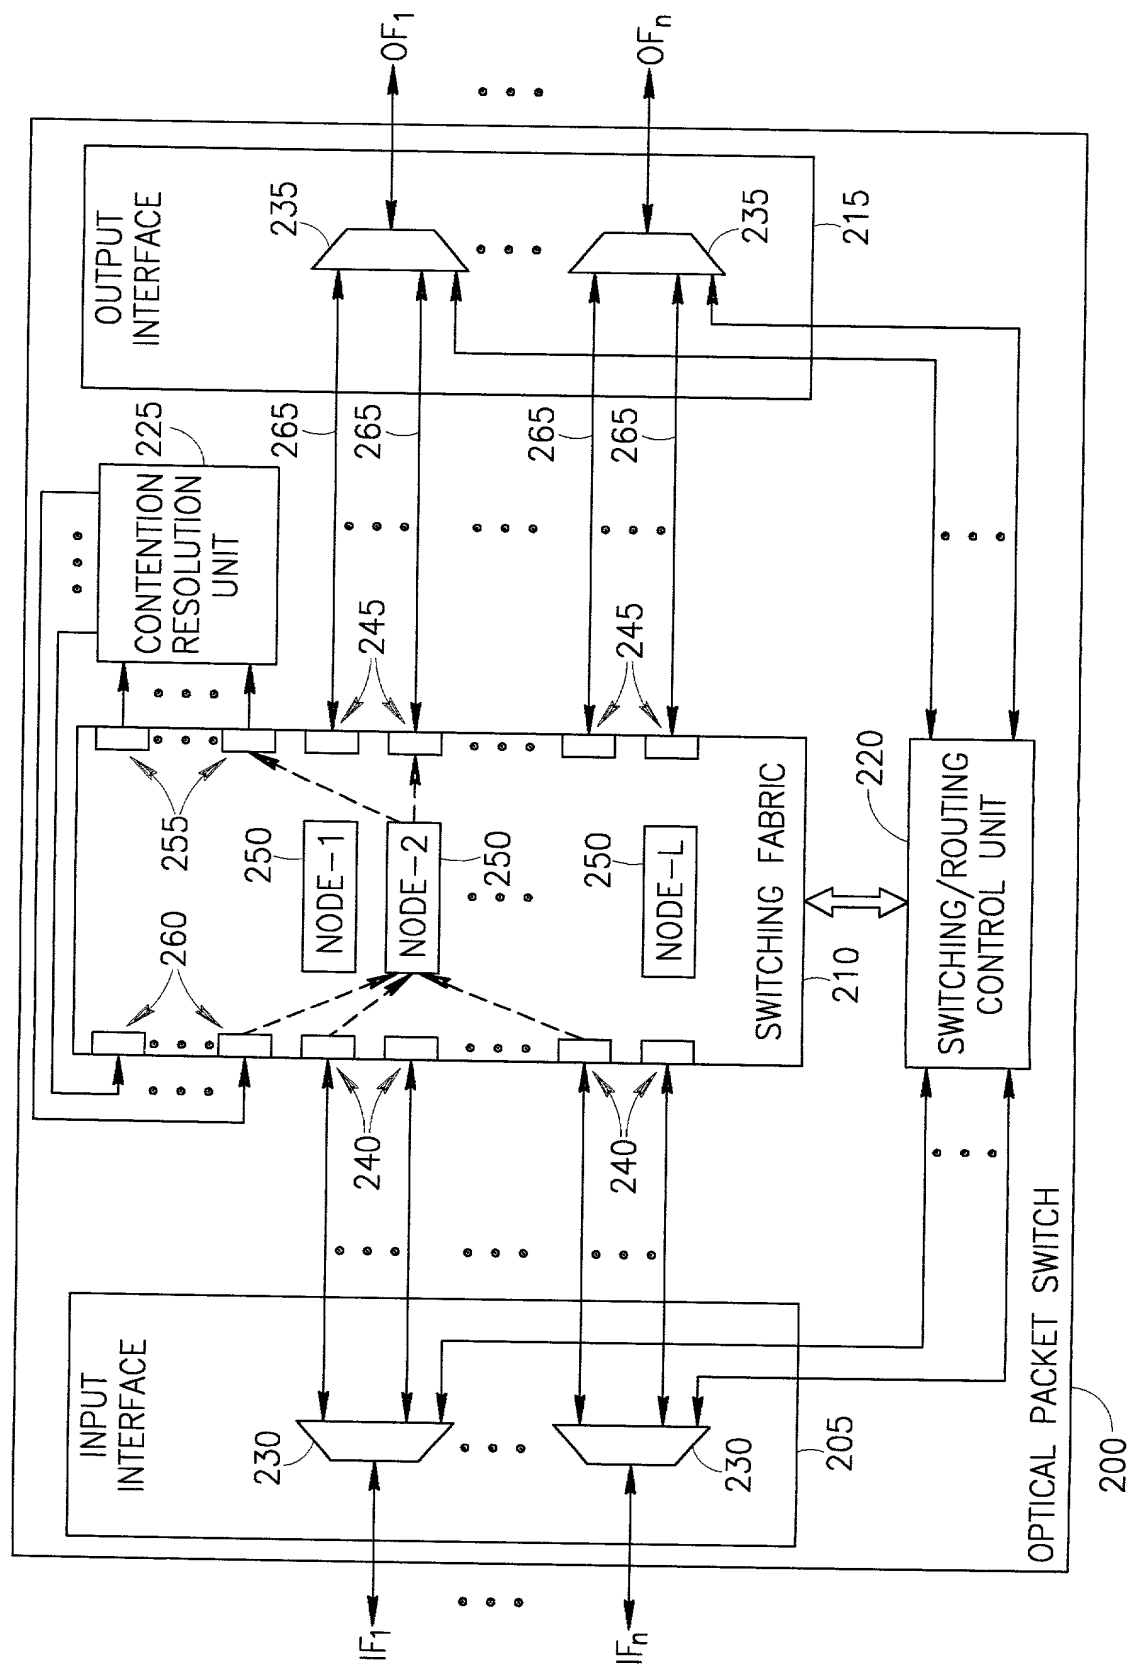 OPTICAL PACKET SWITCH
200
INPUT
INTERFACE
205
230
230
IF1
IFn
240
240
260
255
SWITCHING FABRIC
210
NODE-1
250
NODE-2
250
NODE-L
250
245
245
CONTENTION
RESOLUTION
UNIT
225
265
265
265
265
OUTPUT
INTERFACE
215
235
235
OF1
OFn
SWITCHING/ROUTING
CONTROL UNIT
220